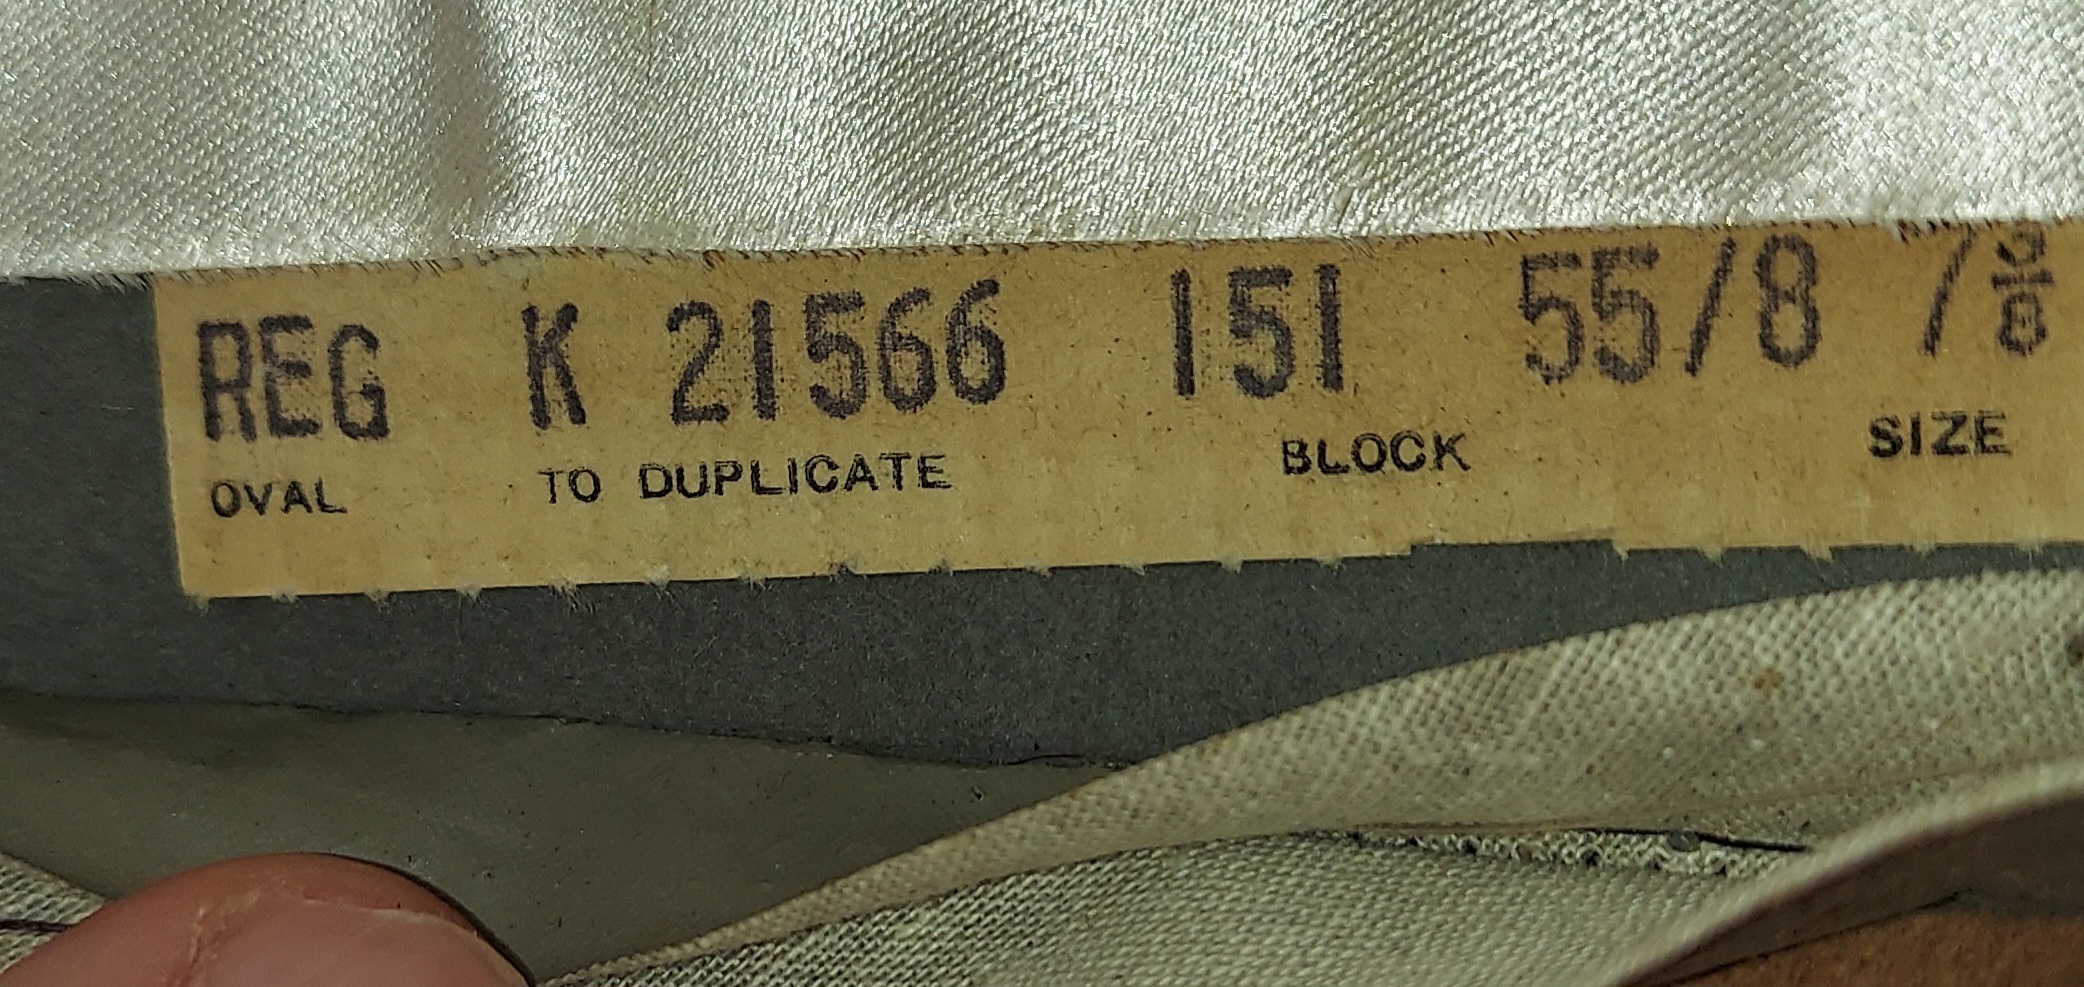 REG K 21566 151 55/8 7 3/8
OVAL TO DUPLICATE BLOCK SIZE